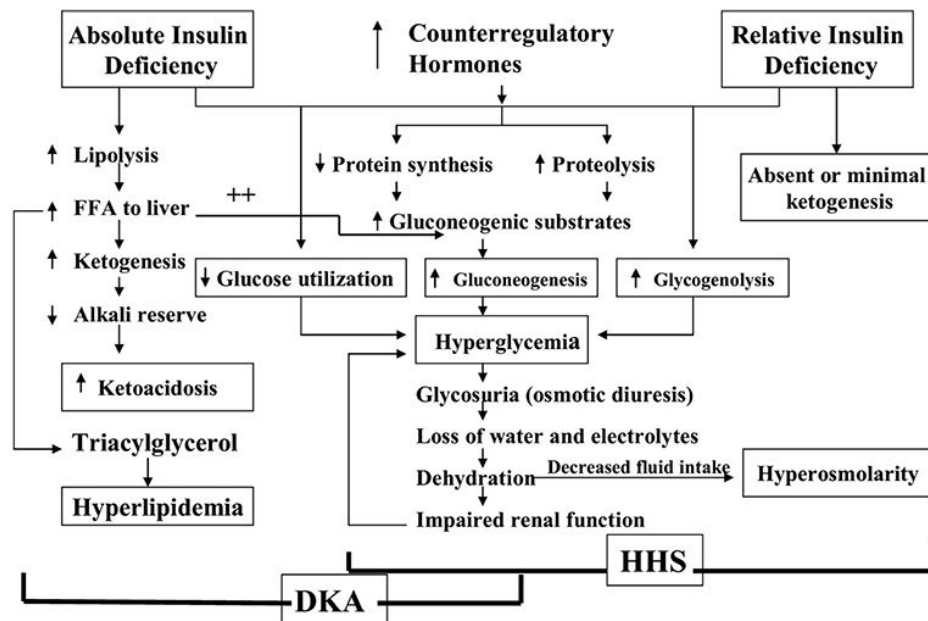 Absolute Insulin
Deficiency
↑ Counterregulatory
Hormones
Relative Insulin
Deficiency
↑ Lipolysis
↓ Protein synthesis
↑ Proteolysis
Absent or minimal
ketogenesis
++
↑ FFA to liver
↑ Gluconeogenic substrates
↑ Ketogenesis
↓ Glucose utilization
↑ Gluconeogenesis
↑ Glycogenolysis
↓ Alkali reserve
Hyperglycemia
↑ Ketoacidosis
Glycosuria (osmotic diuresis)
Triacylglycerol
Loss of water and electrolytes
Dehydration
Decreased fluid intake
Hyperosmolarity
Hyperlipidemia
Impaired renal function
HHS
DKA